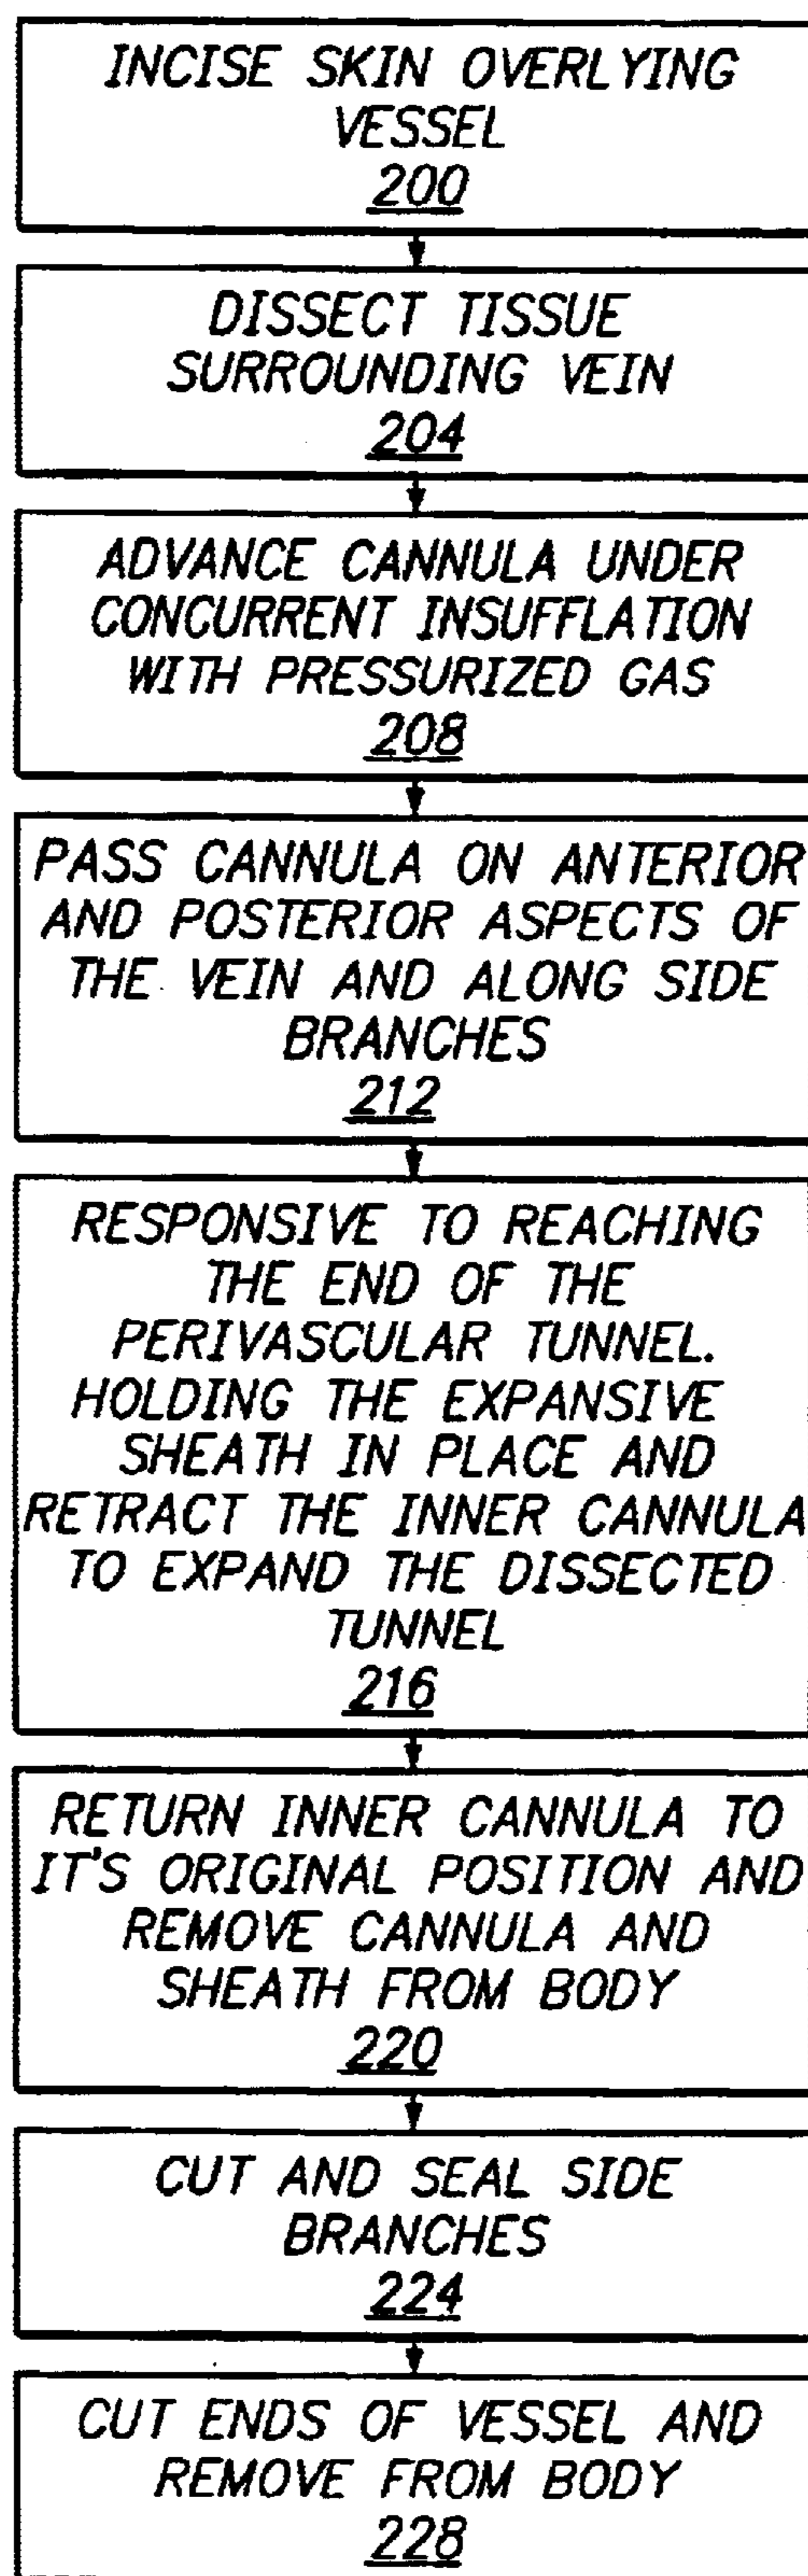 INCISE SKIN OVERLYING
VESSEL
200
DISSECT TISSUE
SURROUNDING VEIN
204
ADVANCE CANNULA UNDER
CONCURRENT INSUFFLATION
WITH PRESSURIZED GAS
208
PASS CANNULA ON ANTERIOR
AND POSTERIOR ASPECTS OF
THE VEIN AND ALONG SIDE
BRANCHES
212
RESPONSIVE TO REACHING
THE END OF THE
PERIVASCULAR TUNNEL.
HOLDING THE EXPANSIVE
SHEATH IN PLACE AND
RETRACT THE INNER CANNULA
TO EXPAND THE DISSECTED
TUNNEL
216
RETURN INNER CANNULA TO
IT'S ORIGINAL POSITION AND
REMOVE CANNULA AND
SHEATH FROM BODY
220
CUT AND SEAL SIDE
BRANCHES
224
CUT ENDS OF VESSEL AND
REMOVE FROM BODY
228